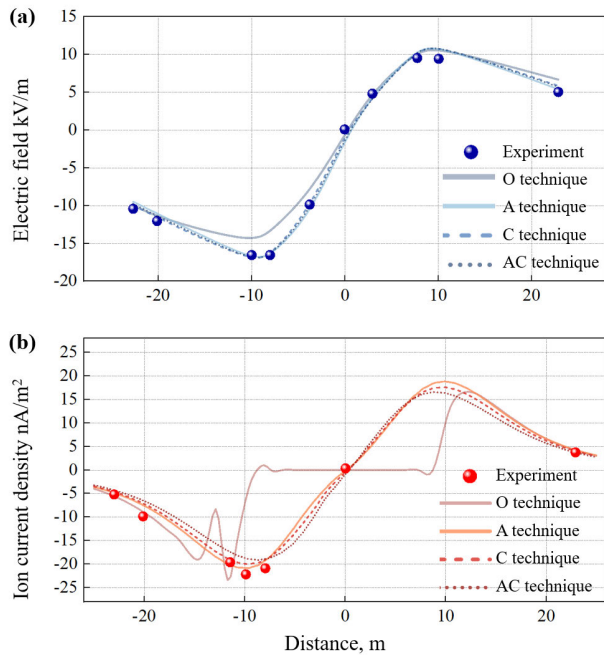 (a)
Electric field kV/m
15
10
5
0
-5
-10
-15
-20
-20
-10
0
10
20
Experiment
O technique
A technique
C technique
AC technique
(b)
Ion current density nA/m²
25
20
15
10
5
0
-5
-10
-15
-20
-25
-20
-10
0
10
20
Experiment
O technique
A technique
C technique
AC technique
Distance, m